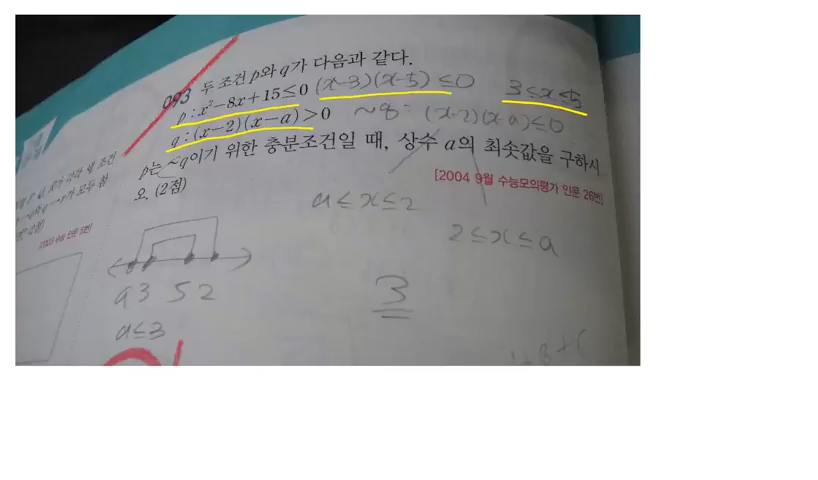 093 두 조건 p와 q가 다음과 같다.
p : x²-8x+15≤0 (x-3)(x-5)≤0 3≤x≤5
q : (x-2)(x-a)>0 ~q : (x-2)(x-a)≤0
p는 ~q이기 위한 충분조건일 때, 상수 a의 최솟값을 구하시
오. (2점)
[2004 9월 수능모의평가 인문 26번]
a≤x≤2
2≤x≤a
a 3 5 2
3
a≤3